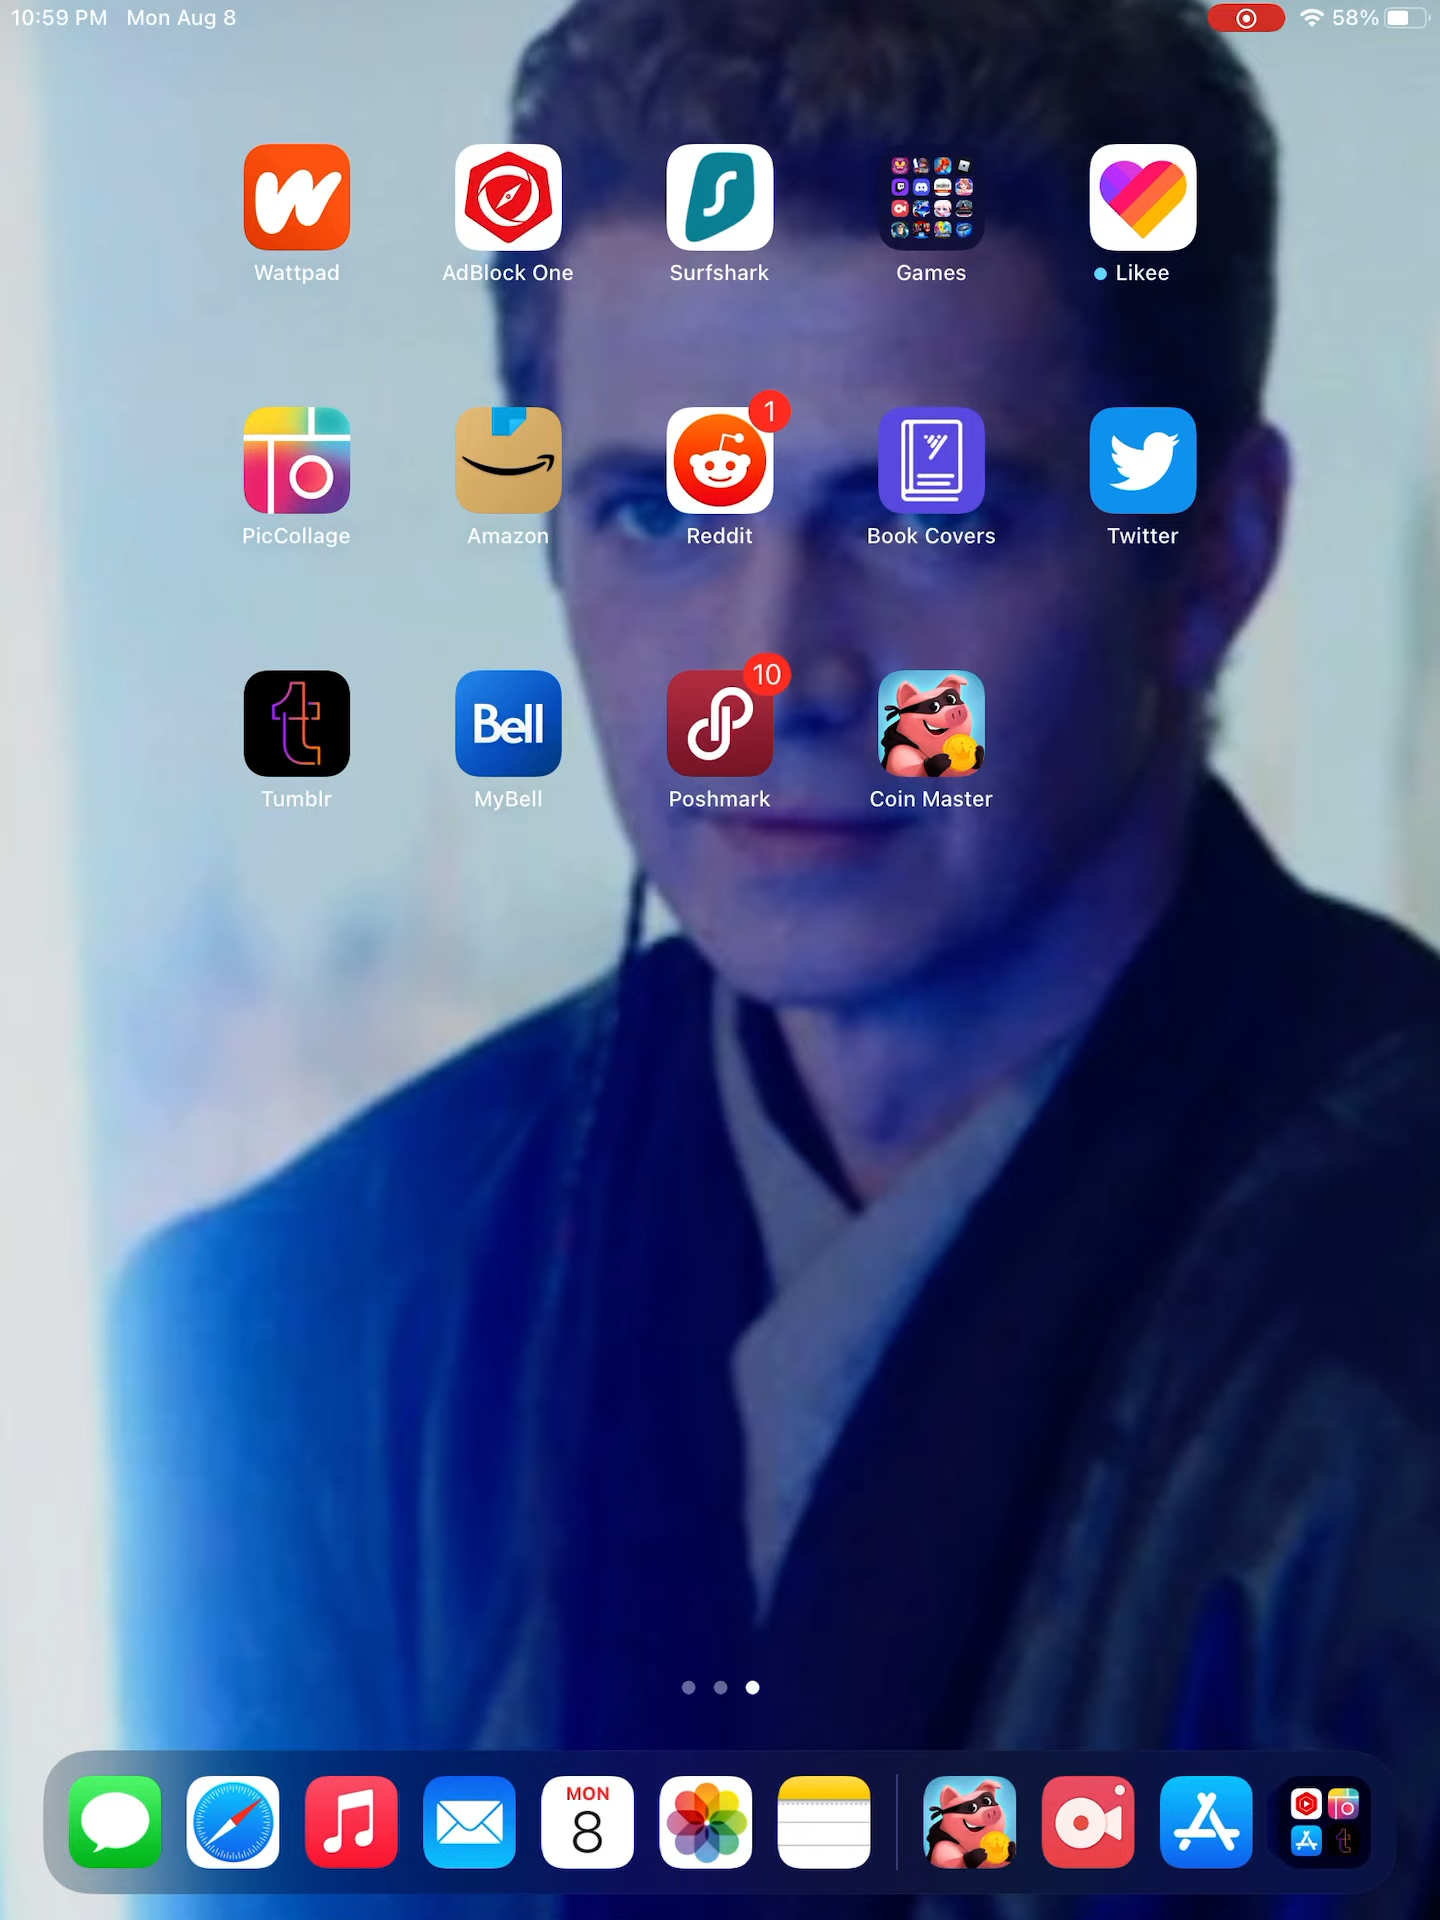 10:59 PM Mon Aug 8
58%
Wattpad
AdBlock One
Surfshark
Games
Likee
PicCollage
Amazon
1
Reddit
Book Covers
Twitter
Tumblr
Bell
MyBell
10
Poshmark
Coin Master
MON
8